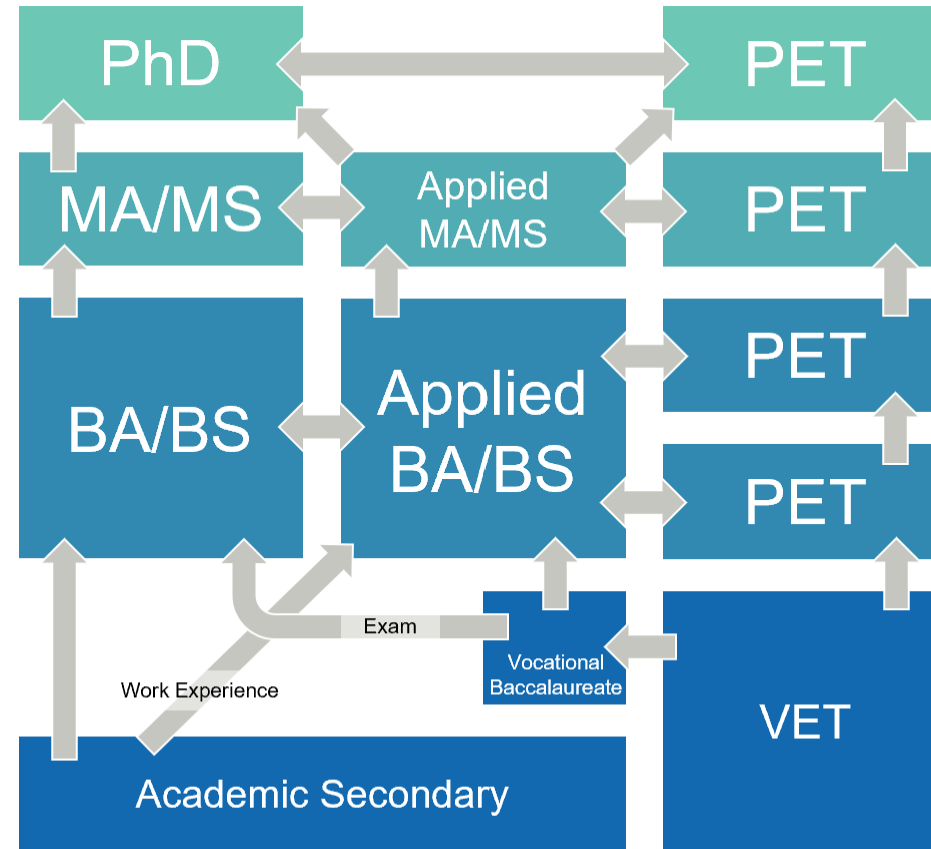 PhD
PET
MA/MS
Applied
MA/MS
PET
BA/BS
Applied
BA/BS
PET
PET
Exam
Work Experience
Vocational
Baccalaureate
VET
Academic Secondary